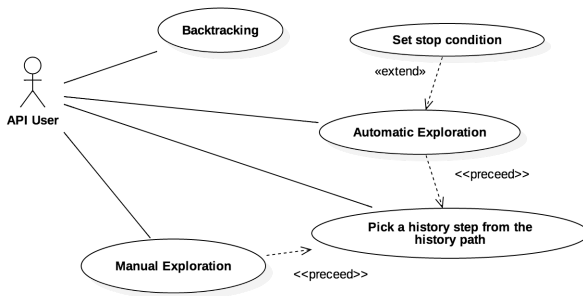 Backtracking
Set stop condition
«extend»
API User
Automatic Exploration
<<preceed>>
Pick a history step from the
history path
Manual Exploration
<<preceed>>